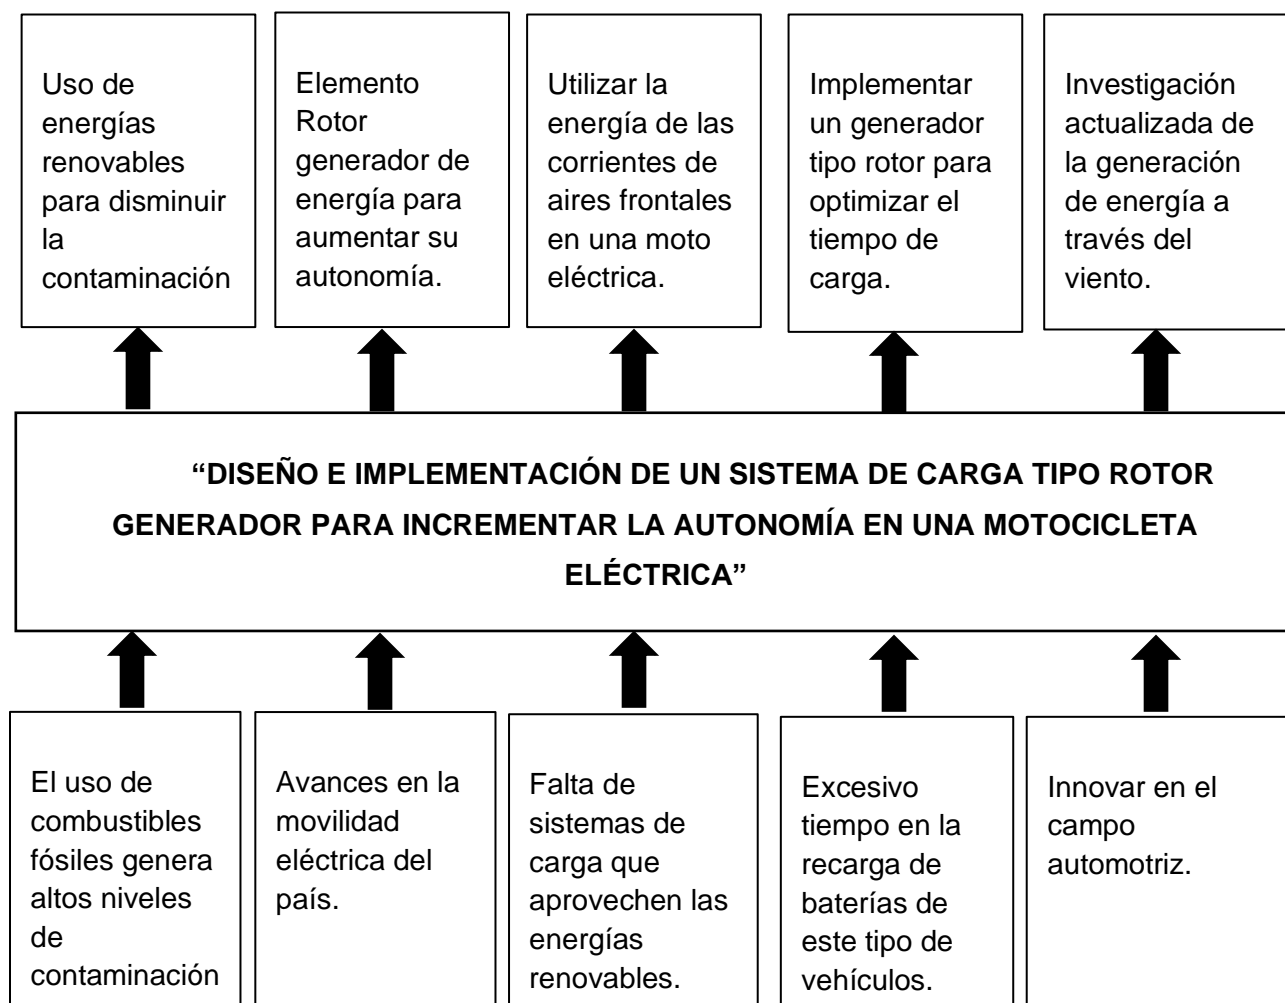 Uso de
energías
renovables
para disminuir
la
contaminación
Elemento
Rotor
generador de
energía para
aumentar su
autonomía.
Utilizar la
energía de las
corrientes de
aires frontales
en una moto
eléctrica.
Implementar
un generador
tipo rotor para
optimizar el
tiempo de
carga.
Investigación
actualizada de
la generación
de energía a
través del
viento.
“DISEÑO E IMPLEMENTACIÓN DE UN SISTEMA DE CARGA TIPO ROTOR
GENERADOR PARA INCREMENTAR LA AUTONOMÍA EN UNA MOTOCICLETA
ELÉCTRICA”
El uso de
combustibles
fósiles genera
altos niveles
de
contaminación
Avances en la
movilidad
eléctrica del
país.
Falta de
sistemas de
carga que
aprovechen las
energías
renovables.
Excesivo
tiempo en la
recarga de
baterías de
este tipo de
vehículos.
Innovar en el
campo
automotriz.